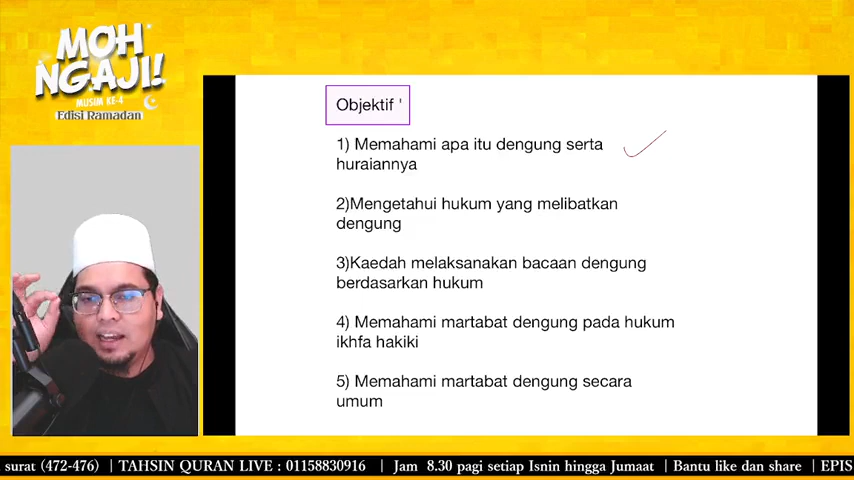 MOH
NGAJI!
MUSIM KE-4
Edisi Ramadan
Objektif '
1) Memahami apa itu dengung serta
huraiannya
2)Mengetahui hukum yang melibatkan
dengung
3)Kaedah melaksanakan bacaan dengung
berdasarkan hukum
4) Memahami martabat dengung pada hukum
ikhfa hakiki
5) Memahami martabat dengung secara
umum
surat (472-476) | TAHSIN QURAN LIVE : 01158830916 | Jam 8.30 pagi setiap Isnin hingga Jumaat | Bantu like dan share | EPIS